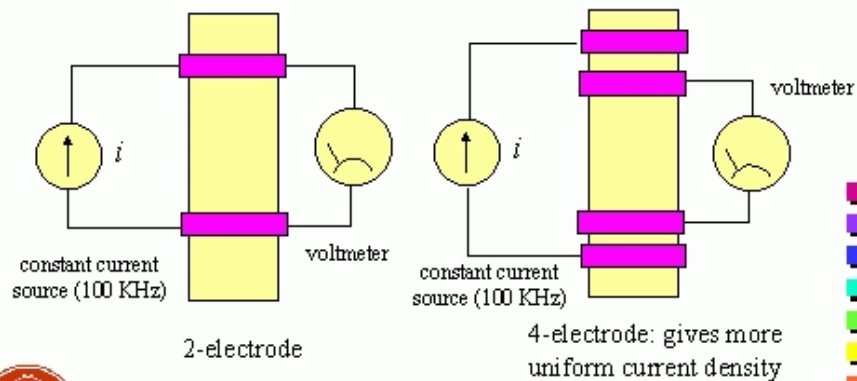 i
voltmeter
constant current
source (100 KHz)
2-electrode
i
voltmeter
constant current
source (100 KHz)
4-electrode: gives more
uniform current density